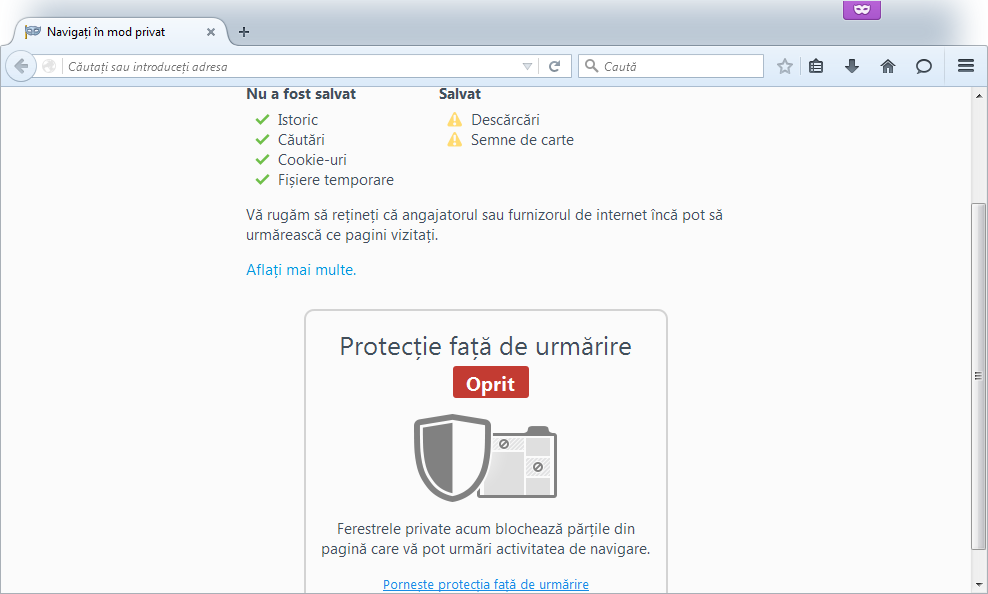 Navigați în mod privat
Căutați sau introduceți adresa
Caută
Nu a fost salvat
Salvat
Istoric
Descărcări
Căutări
Semne de carte
Cookie-uri
Fișiere temporare
Vă rugăm să rețineți că angajatorul sau furnizorul de internet încă pot să
urmărească ce pagini vizitați.
Aflați mai multe.
Protecție față de urmărire
Oprit
Ferestrele private acum blochează părțile din
pagină care vă pot urmări activitatea de navigare.
Pornește protecția față de urmărire